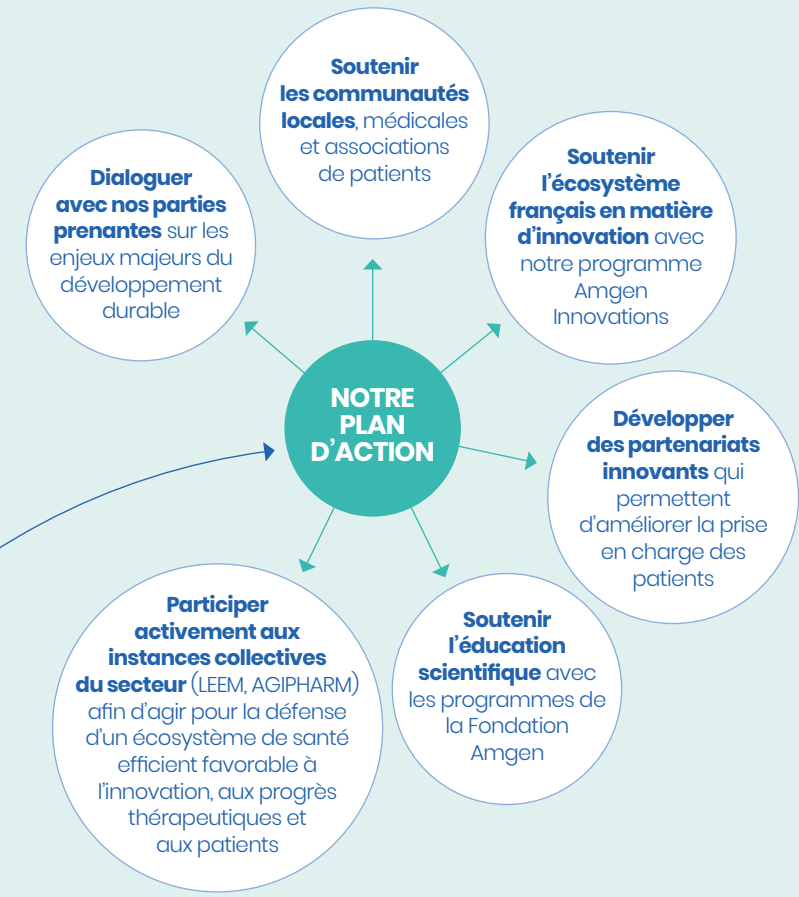 Soutenir
les communautés
locales, médicales
et associations
de patients
Dialoguer
avec nos parties
prenantes sur les
enjeux majeurs du
développement
durable
Soutenir
l’écosystème
français en matière
d’innovation avec
notre programme
Amgen
Innovations
NOTRE
PLAN
D’ACTION
Développer
des partenariats
innovants qui
permettent
d’améliorer la prise
en charge des
patients
Participer
activement aux
instances collectives
du secteur (LEEM, AGIPHARM)
afin d’agir pour la défense
d’un écosystème de santé
efficient favorable à
l’innovation, aux progrès
thérapeutiques et
aux patients
Soutenir
l’éducation
scientifique avec
les programmes de
la Fondation
Amgen